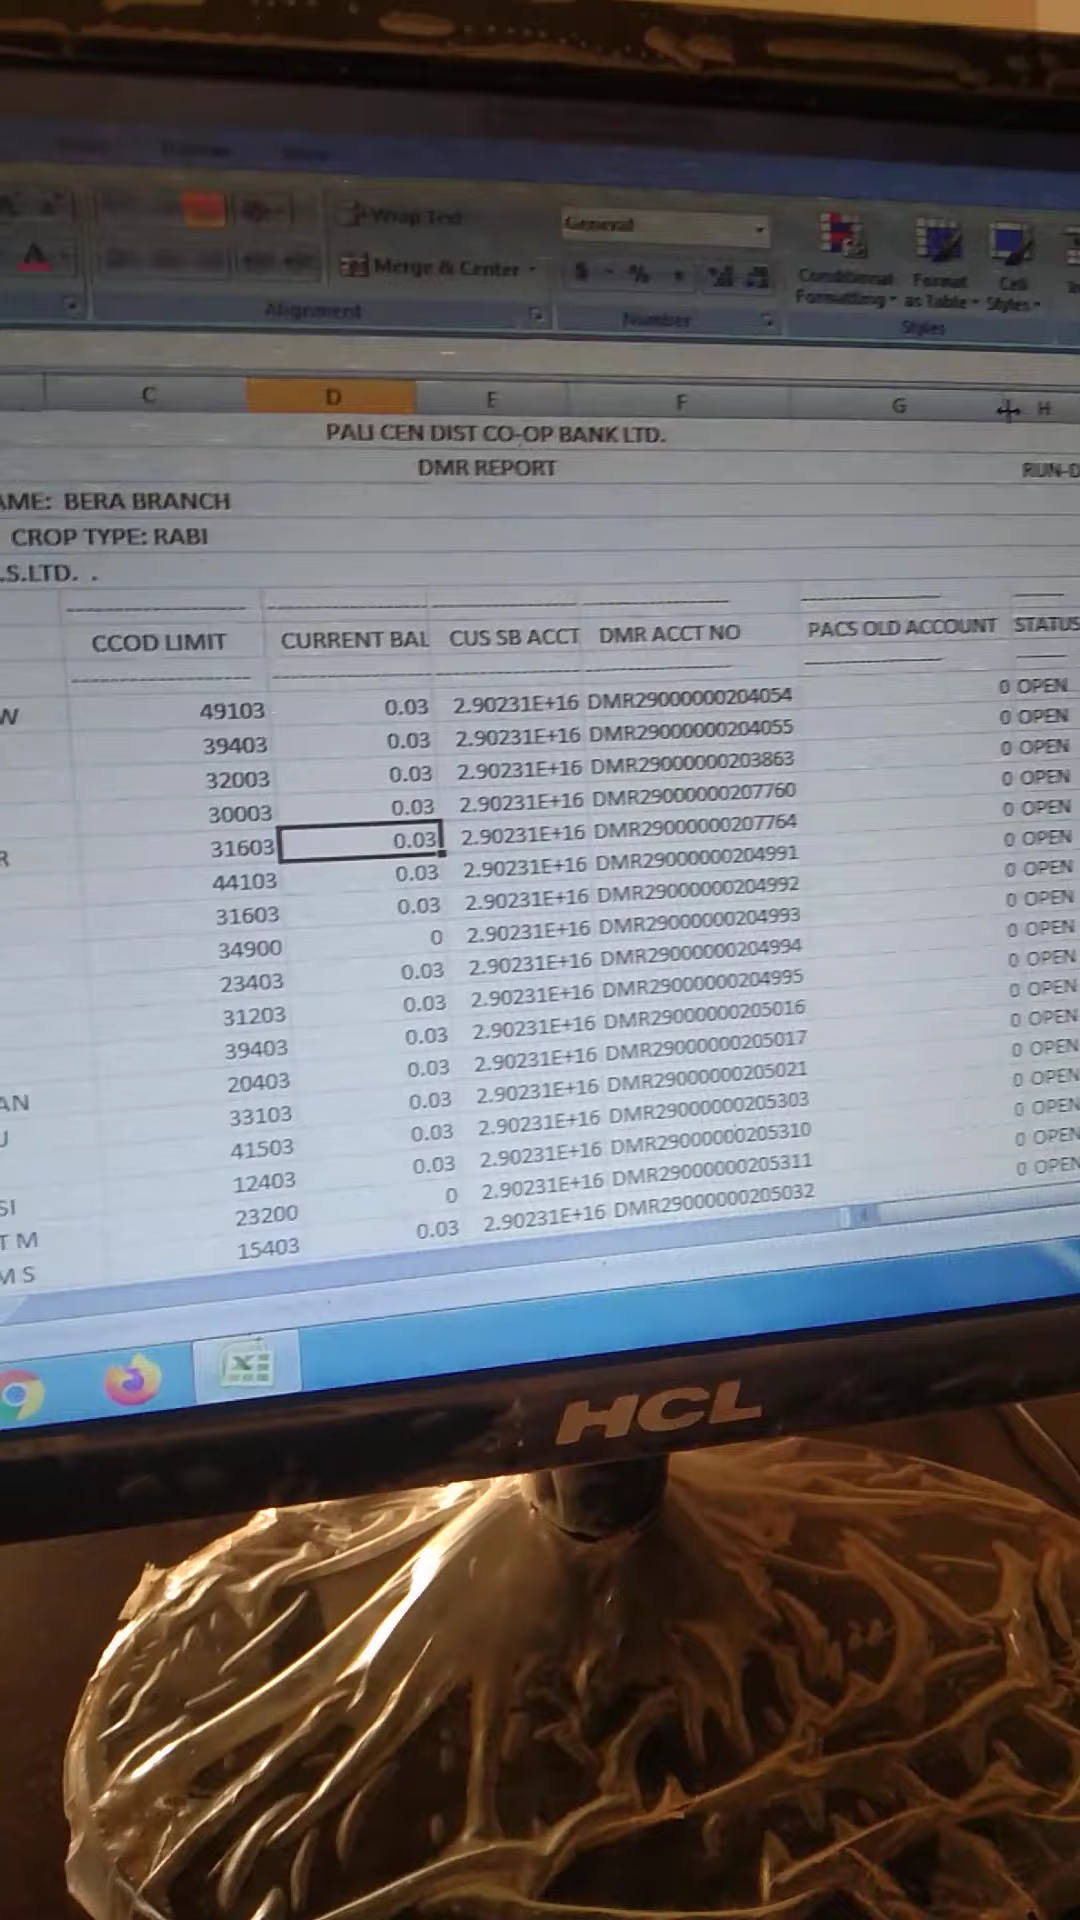 Wrap Text
General
Merge & Center
$ % ,
Conditional Formatting
Format as Table
Cell Styles
Alignment
Number
Styles
C D E F G H
PALI CEN DIST CO-OP BANK LTD.
DMR REPORT RUN-D
AME: BERA BRANCH
CROP TYPE: RABI
.S.LTD. .
CCOD LIMIT CURRENT BAL CUS SB ACCT DMR ACCT NO PACS OLD ACCOUNT STATUS
W 49103 0.03 2.90231E+16 DMR29000000204054 0 OPEN
39403 0.03 2.90231E+16 DMR29000000204055 0 OPEN
32003 0.03 2.90231E+16 DMR29000000203863 0 OPEN
30003 0.03 2.90231E+16 DMR29000000207760 0 OPEN
R 31603 0.03 2.90231E+16 DMR29000000207764 0 OPEN
44103 0.03 2.90231E+16 DMR29000000204991 0 OPEN
31603 0.03 2.90231E+16 DMR29000000204992 0 OPEN
34900 0 2.90231E+16 DMR29000000204993 0 OPEN
23403 0.03 2.90231E+16 DMR29000000204994 0 OPEN
31203 0.03 2.90231E+16 DMR29000000204995 0 OPEN
39403 0.03 2.90231E+16 DMR29000000205016 0 OPEN
20403 0.03 2.90231E+16 DMR29000000205017 0 OPEN
AN 33103 0.03 2.90231E+16 DMR29000000205021 0 OPEN
U 41503 0.03 2.90231E+16 DMR29000000205303 0 OPEN
12403 0.03 2.90231E+16 DMR29000000205310 0 OPEN
SI 23200 0 2.90231E+16 DMR29000000205311 0 OPEN
T M 15403 0.03 2.90231E+16 DMR29000000205032 0 OPEN
M S
HCL